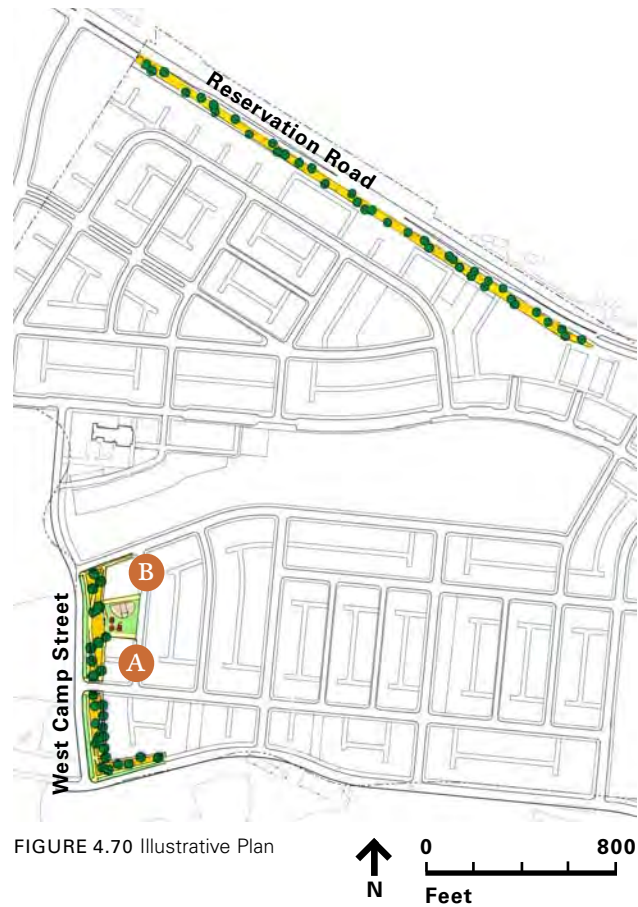 Reservation Road
B
A
West Camp Street
FIGURE 4.70 Illustrative Plan
N
0 800
Feet